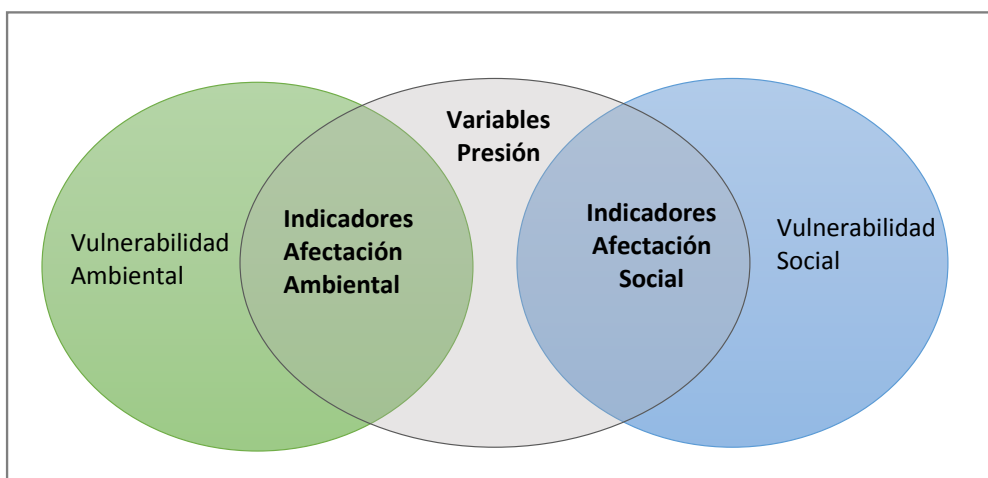 Variables
Presión
Vulnerabilidad
Ambiental
Indicadores
Afectación
Ambiental
Indicadores
Afectación
Social
Vulnerabilidad
Social